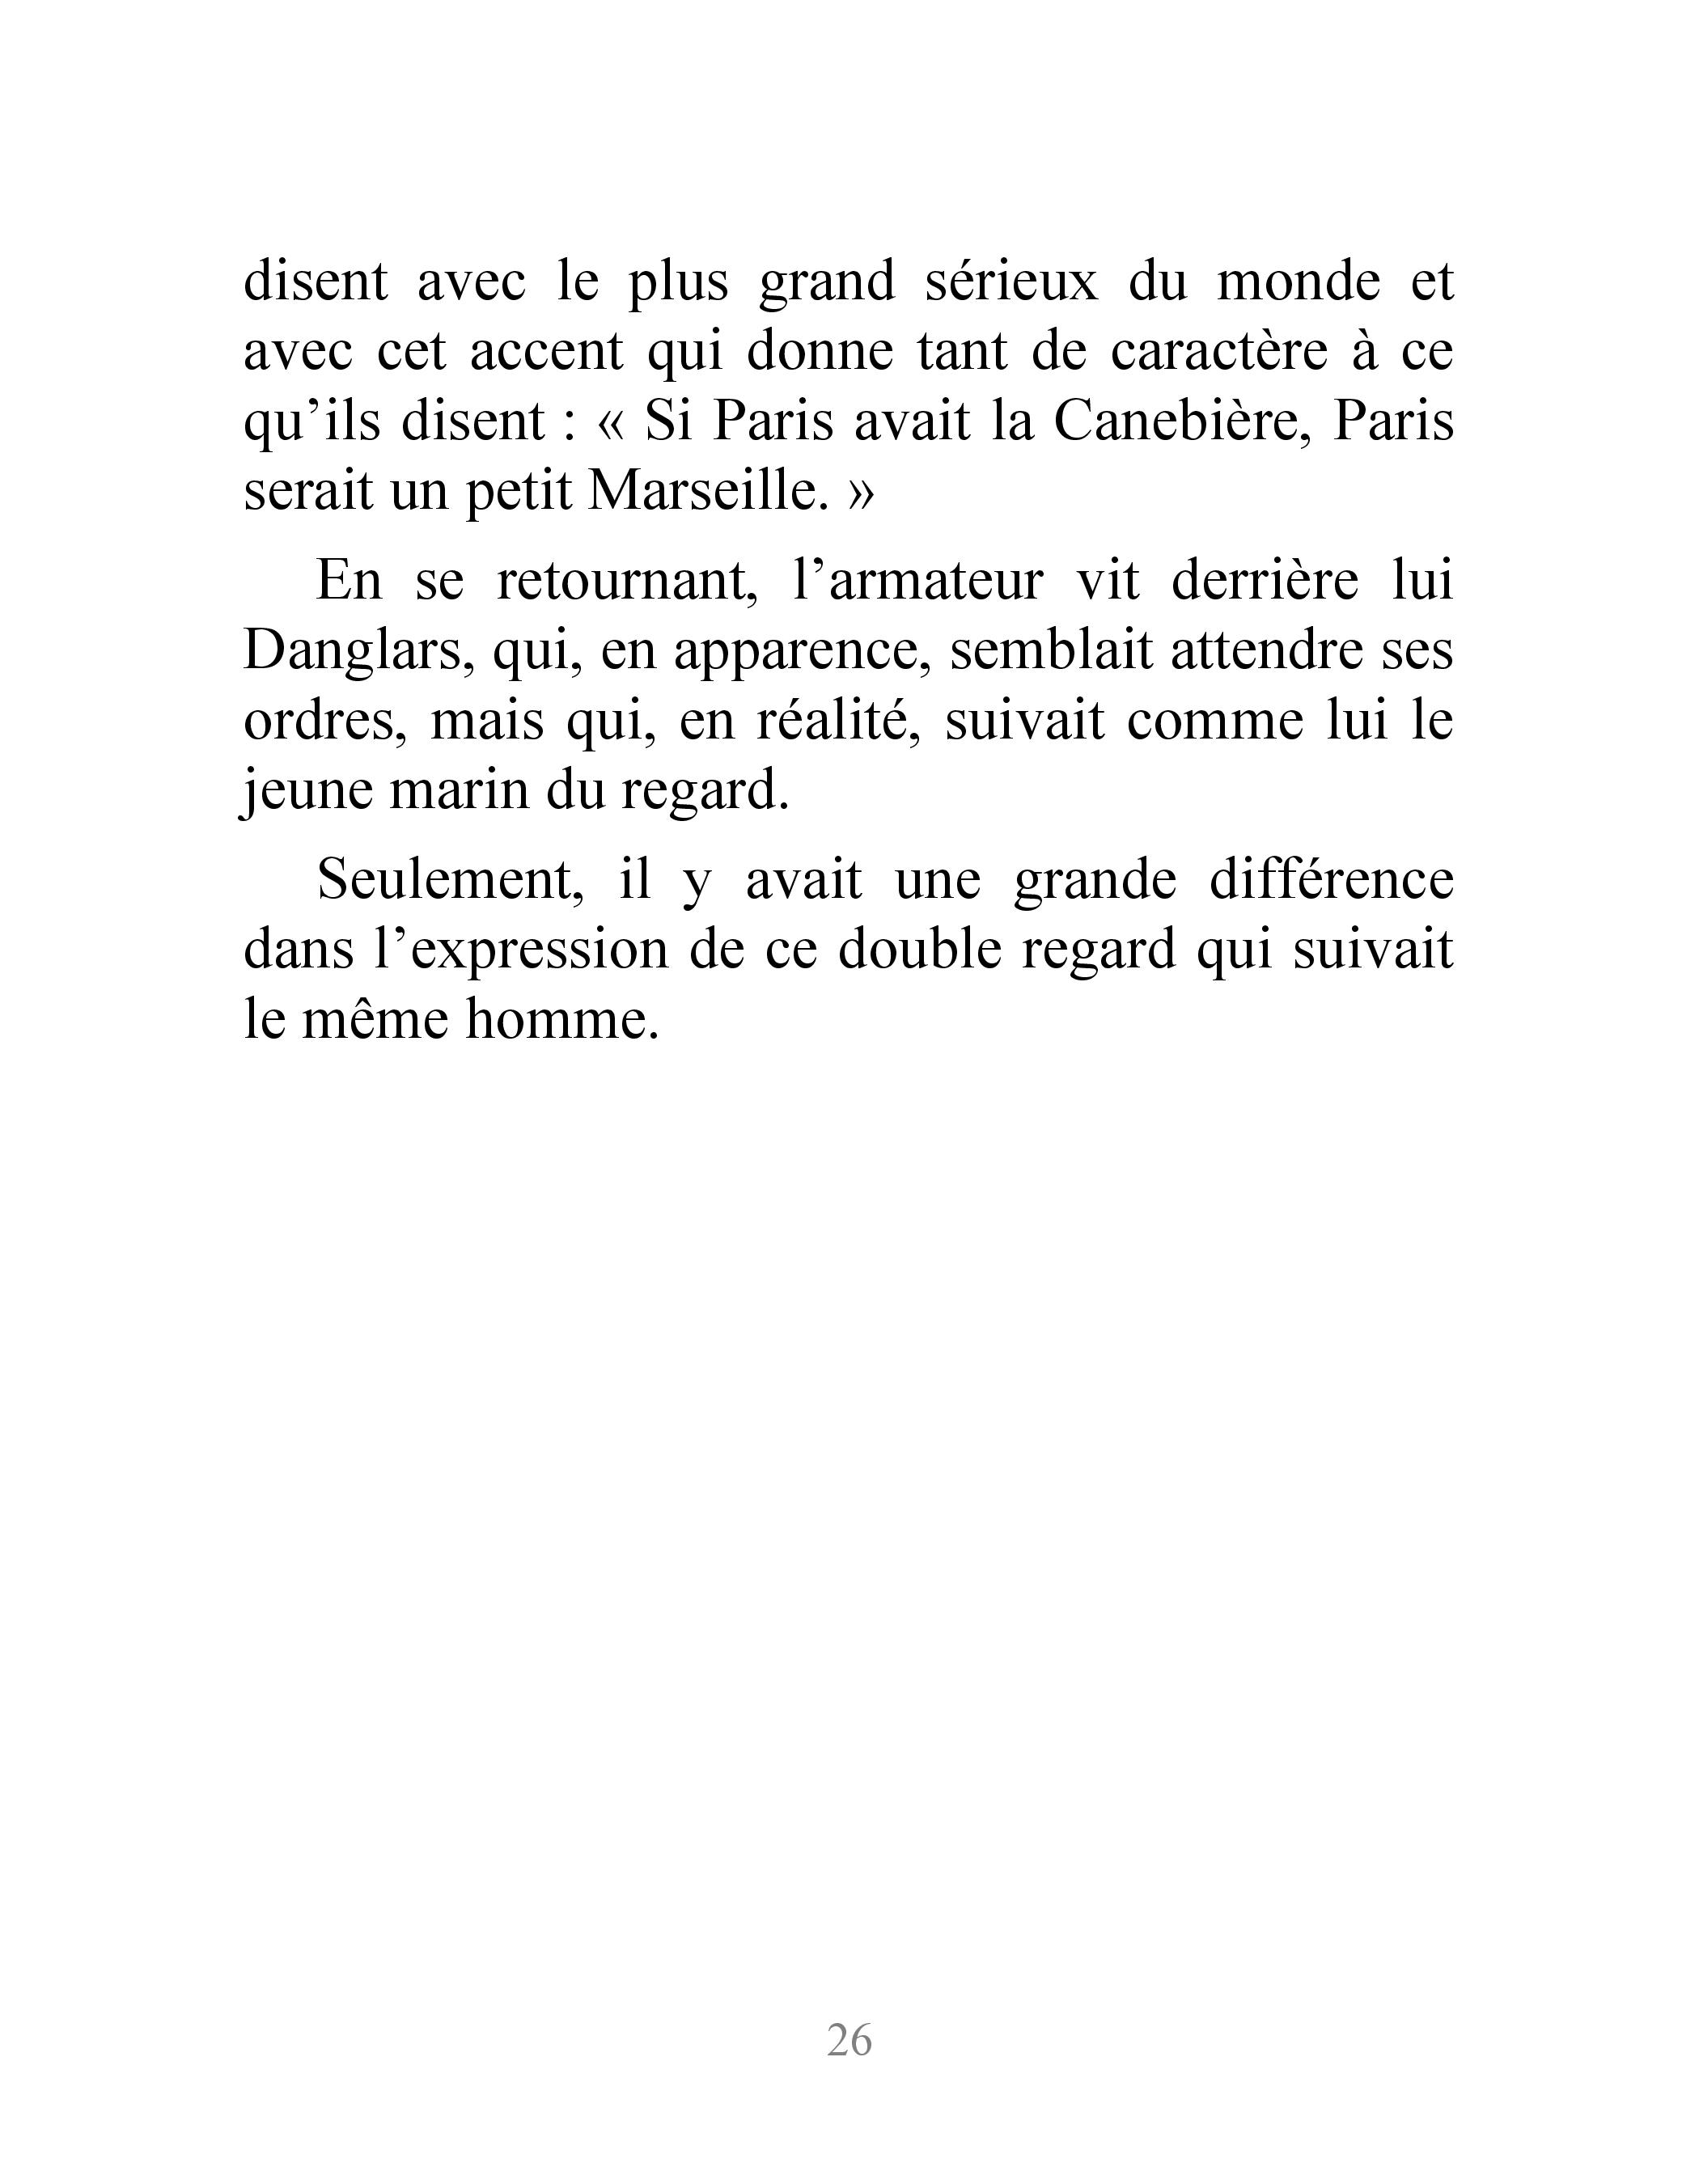 disent avec le plus grand sérieux du monde et
avec cet accent qui donne tant de caractère à ce
qu’ils disent : « Si Paris avait la Canebière, Paris
serait un petit Marseille. »
En se retournant, l’armateur vit derrière lui
Danglars, qui, en apparence, semblait attendre ses
ordres, mais qui, en réalité, suivait comme lui le
jeune marin du regard.
Seulement, il y avait une grande différence
dans l’expression de ce double regard qui suivait
le même homme.
26